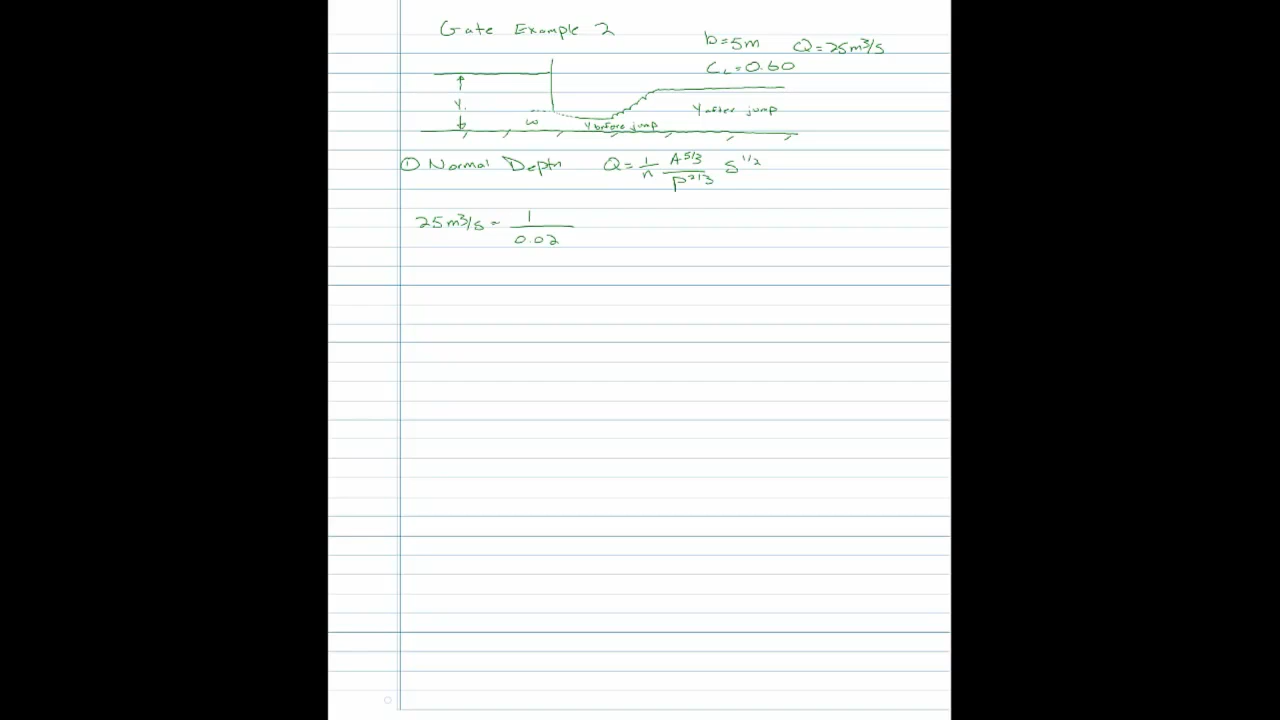 Gate Example 2
b=5m Q=25m³/s
C_c=0.60
Y₁
w
Y before jump
Y after jump
① Normal Depth Q=1/n A^5/3/P^2/3 S^1/2
25m³/s = 1/0.02